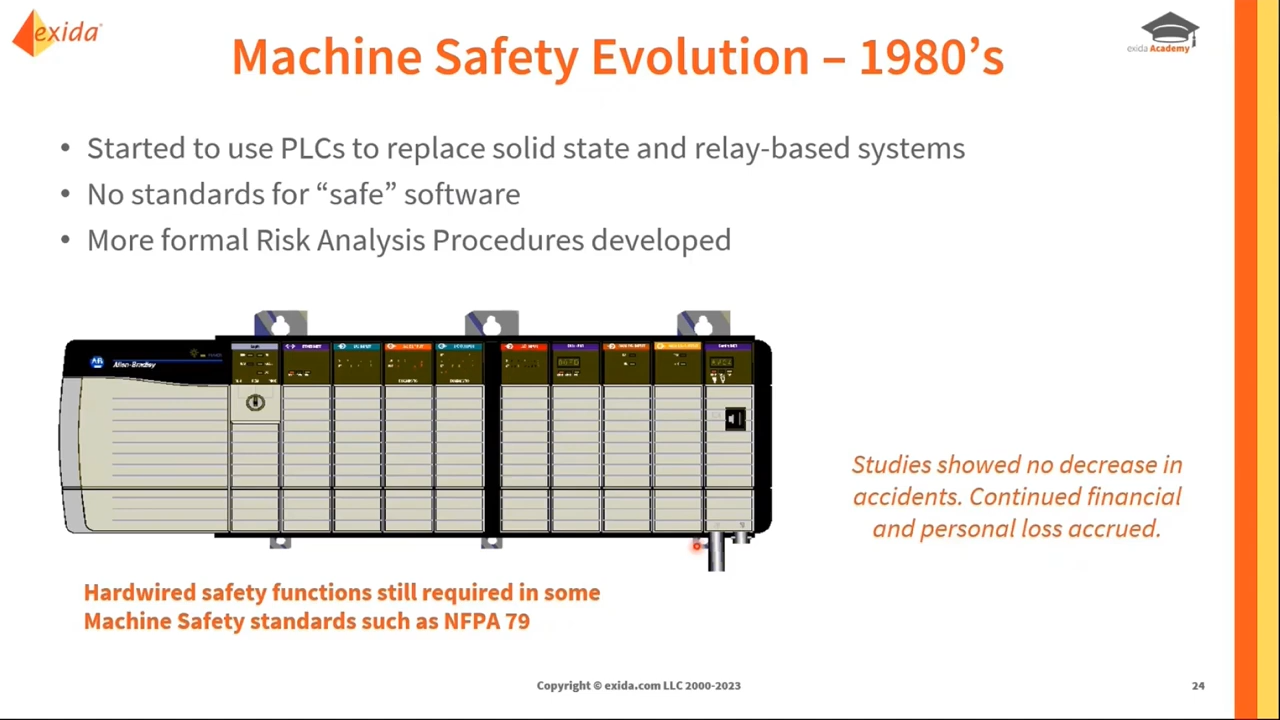 exida
Machine Safety Evolution – 1980’s
exida Academy
• Started to use PLCs to replace solid state and relay-based systems
• No standards for “safe” software
• More formal Risk Analysis Procedures developed
AB Allen-Bradley
Studies showed no decrease in
accidents. Continued financial
and personal loss accrued.
Hardwired safety functions still required in some
Machine Safety standards such as NFPA 79
Copyright © exida.com LLC 2000-2023
24